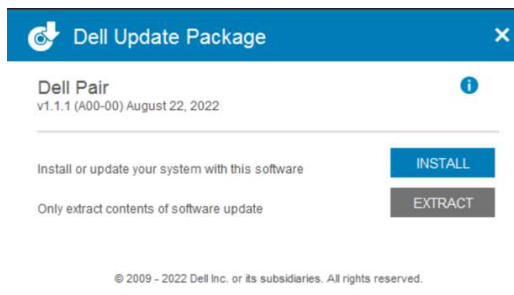 Dell Update Package
Dell Pair
v1.1.1 (A00-00) August 22, 2022
Install or update your system with this software
INSTALL
Only extract contents of software update
EXTRACT
© 2009 - 2022 Dell Inc. or its subsidiaries. All rights reserved.